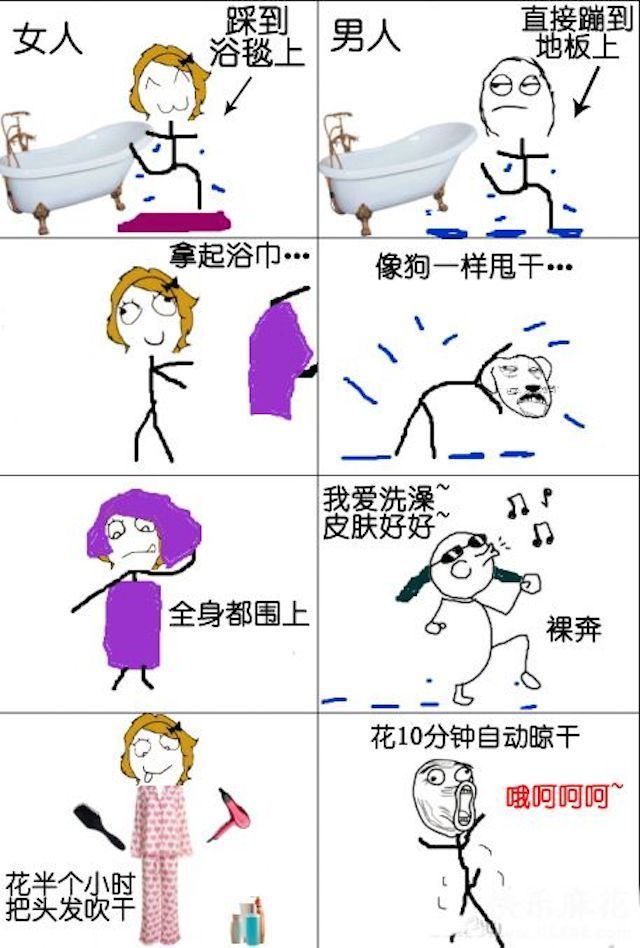 女人
踩到
浴毯上
男人
直接蹦到
地板上
拿起浴巾…
像狗一样甩干…
全身都围上
我爱洗澡~
皮肤好好~
裸奔
花半个小时
把头发吹干
花10分钟自动晾干
哦呵呵呵~